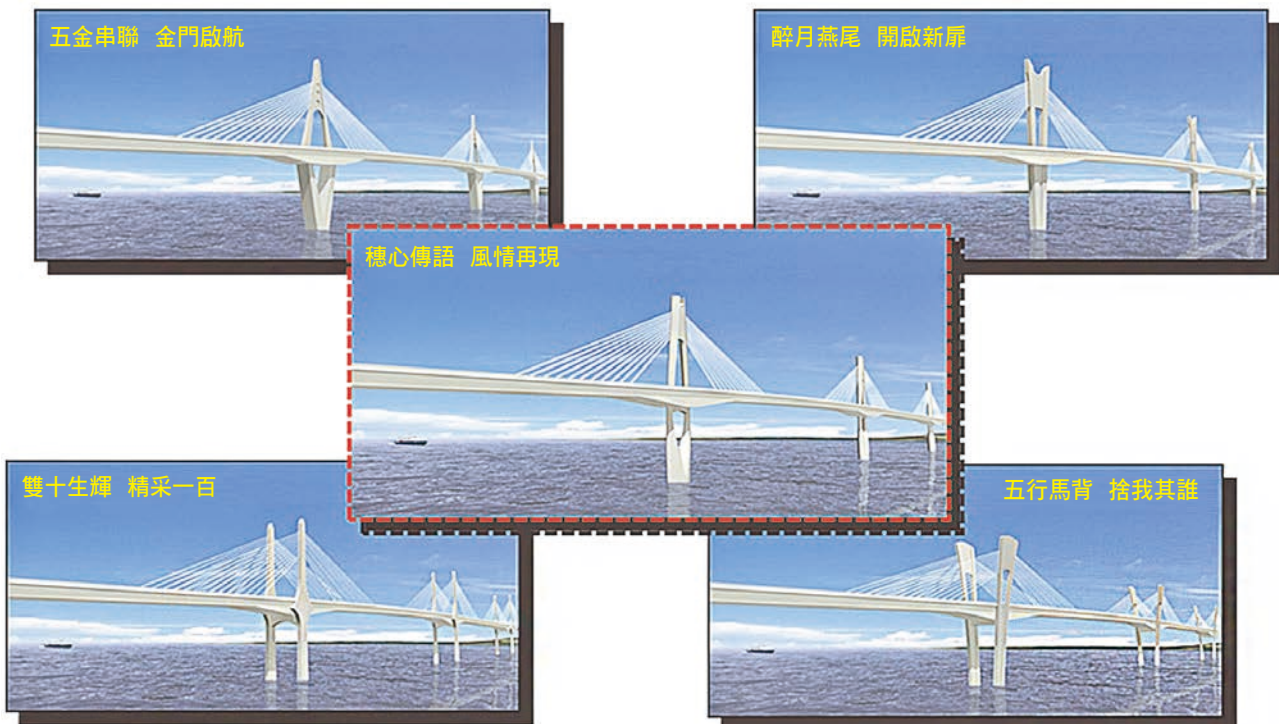 五金串聯 金門啟航
醉月燕尾 開啟新扉
穗心傳語 風情再現
雙十生輝 精采一百
五行馬背 捨我其誰